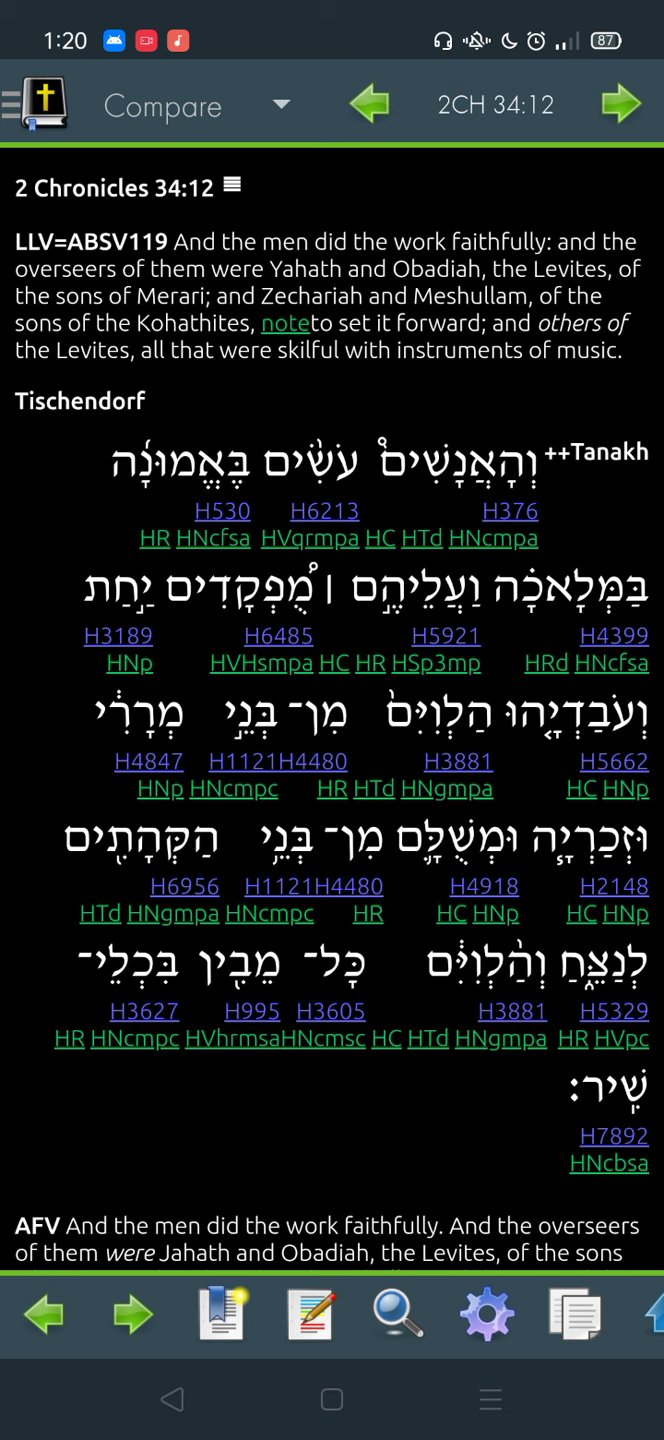 1:20 87
Compare 2CH 34:12
2 Chronicles 34:12
LLV=ABSV119 And the men did the work faithfully: and the
overseers of them were Yahath and Obadiah, the Levites, of
the sons of Merari; and Zechariah and Meshullam, of the
sons of the Kohathites, noteto set it forward; and others of
the Levites, all that were skilful with instruments of music.
Tischendorf
++Tanakh וְהָאֲנָשִׁים֩ עֹשִׂ֨ים בֶּאֱמוּנָ֜ה
H530 H6213 H376
HR HNcfsa HVqrmpa HC HTd HNcmpa
בַּמְּלָאכָ֗ה וַעֲלֵיהֶ֣ם ׀ מֻ֠פְקָדִים יַ֣חַת
H3189 H6485 H5921 H4399
HNp HVHsmpa HC HR HSp3mp HRd HNcfsa
וְעֹבַדְיָ֤הוּ הַלְוִיִּם֙ מִן־ בְּנֵ֣י מְרָרִ֔י
H4847 H1121H4480 H3881 H5662
HNp HNcmpc HR HTd HNgmpa HC HNp
וּזְכַרְיָ֧ה וּמְשֻׁלָּ֛ם מִן־ בְּנֵ֥י הַקְּהָתִ֖ים
H6956 H1121H4480 H4918 H2148
HTd HNgmpa HNcmpc HR HC HNp HC HNp
לְנַצֵּ֑חַ וְהַ֨לְוִיִּ֔ם כָּל־ מֵבִ֖ין בִּכְלֵי־
H3627 H995 H3605 H3881 H5329
HR HNcmpc HVhrmsaHNcmsc HC HTd HNgmpa HR HVpc
שִֽׁיר׃
H7892
HNcbsa
AFV And the men did the work faithfully. And the overseers
of them were Jahath and Obadiah, the Levites, of the sons